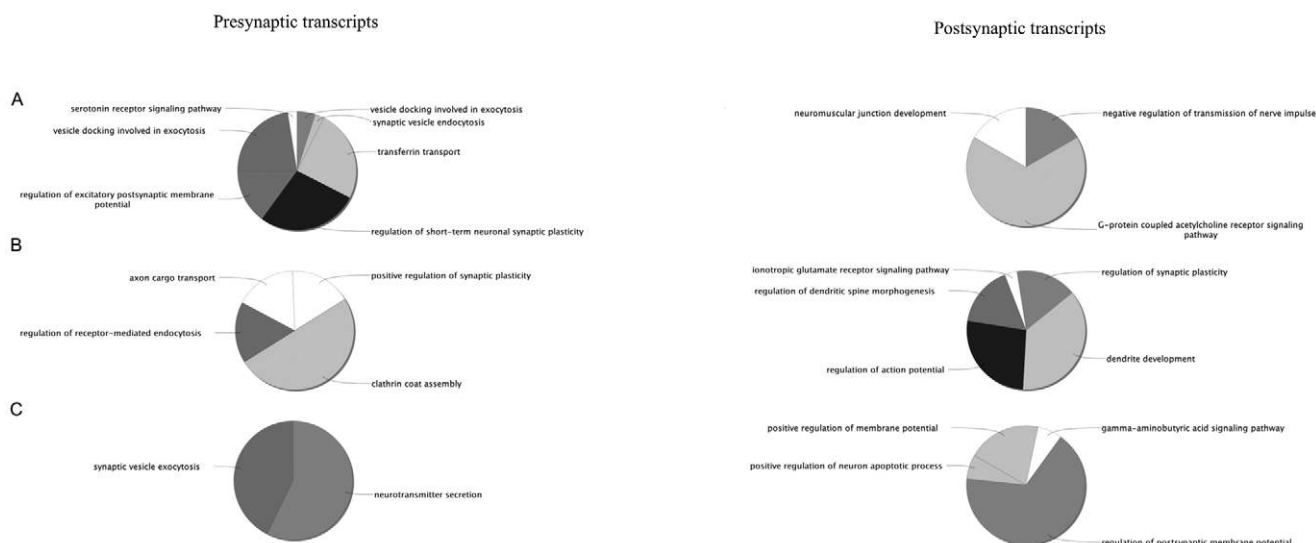 Presynaptic transcripts
Postsynaptic transcripts
A
serotonin receptor signaling pathway
vesicle docking involved in exocytosis
vesicle docking involved in exocytosis
synaptic vesicle endocytosis
transferrin transport
regulation of excitatory postsynaptic membrane
potential
regulation of short-term neuronal synaptic plasticity
neuromuscular junction development
negative regulation of transmission of nerve impulse
G-protein coupled acetylcholine receptor signaling
pathway
B
axon cargo transport
positive regulation of synaptic plasticity
regulation of receptor-mediated endocytosis
clathrin coat assembly
ionotropic glutamate receptor signaling pathway
regulation of synaptic plasticity
regulation of dendritic spine morphogenesis
dendrite development
regulation of action potential
C
synaptic vesicle exocytosis
neurotransmitter secretion
positive regulation of membrane potential
gamma-aminobutyric acid signaling pathway
positive regulation of neuron apoptotic process
regulation of postsynaptic membrane potential